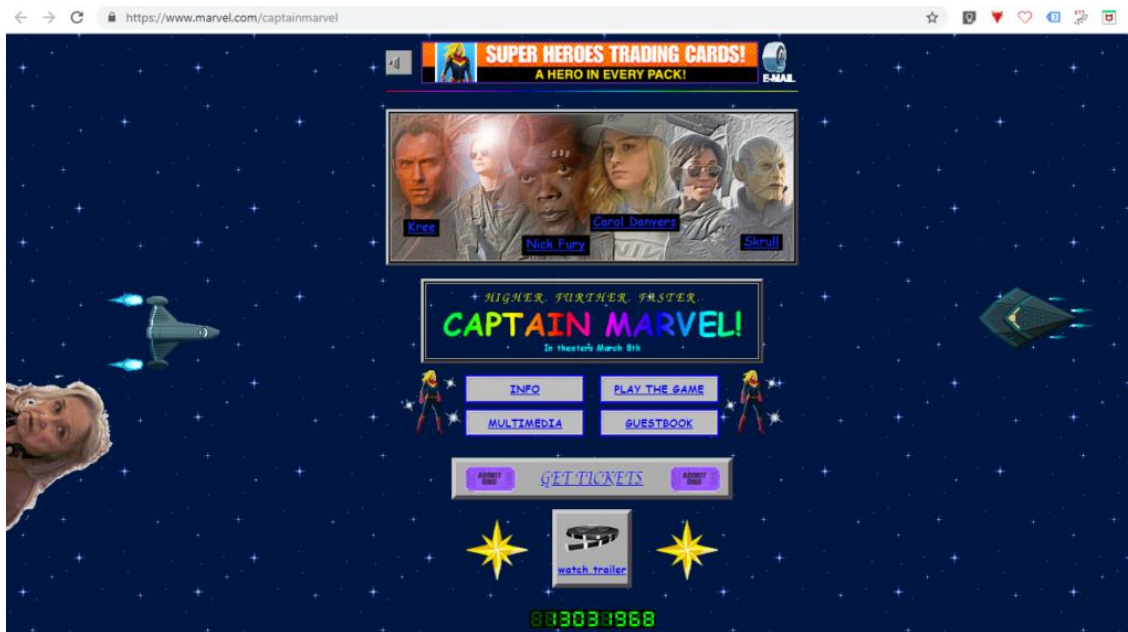 https://www.marvel.com/captainmarvel
SUPER HEROES TRADING CARDS!
A HERO IN EVERY PACK!
E-MAIL
Kree
Nick Fury
Carol Danvers
Skrull
HIGHER. FURTHER. FASTER.
CAPTAIN MARVEL!
In theaters March 8th
INFO
PLAY THE GAME
MULTIMEDIA
GUESTBOOK
ADMIT ONE
GET TICKETS
ADMIT ONE
watch trailer